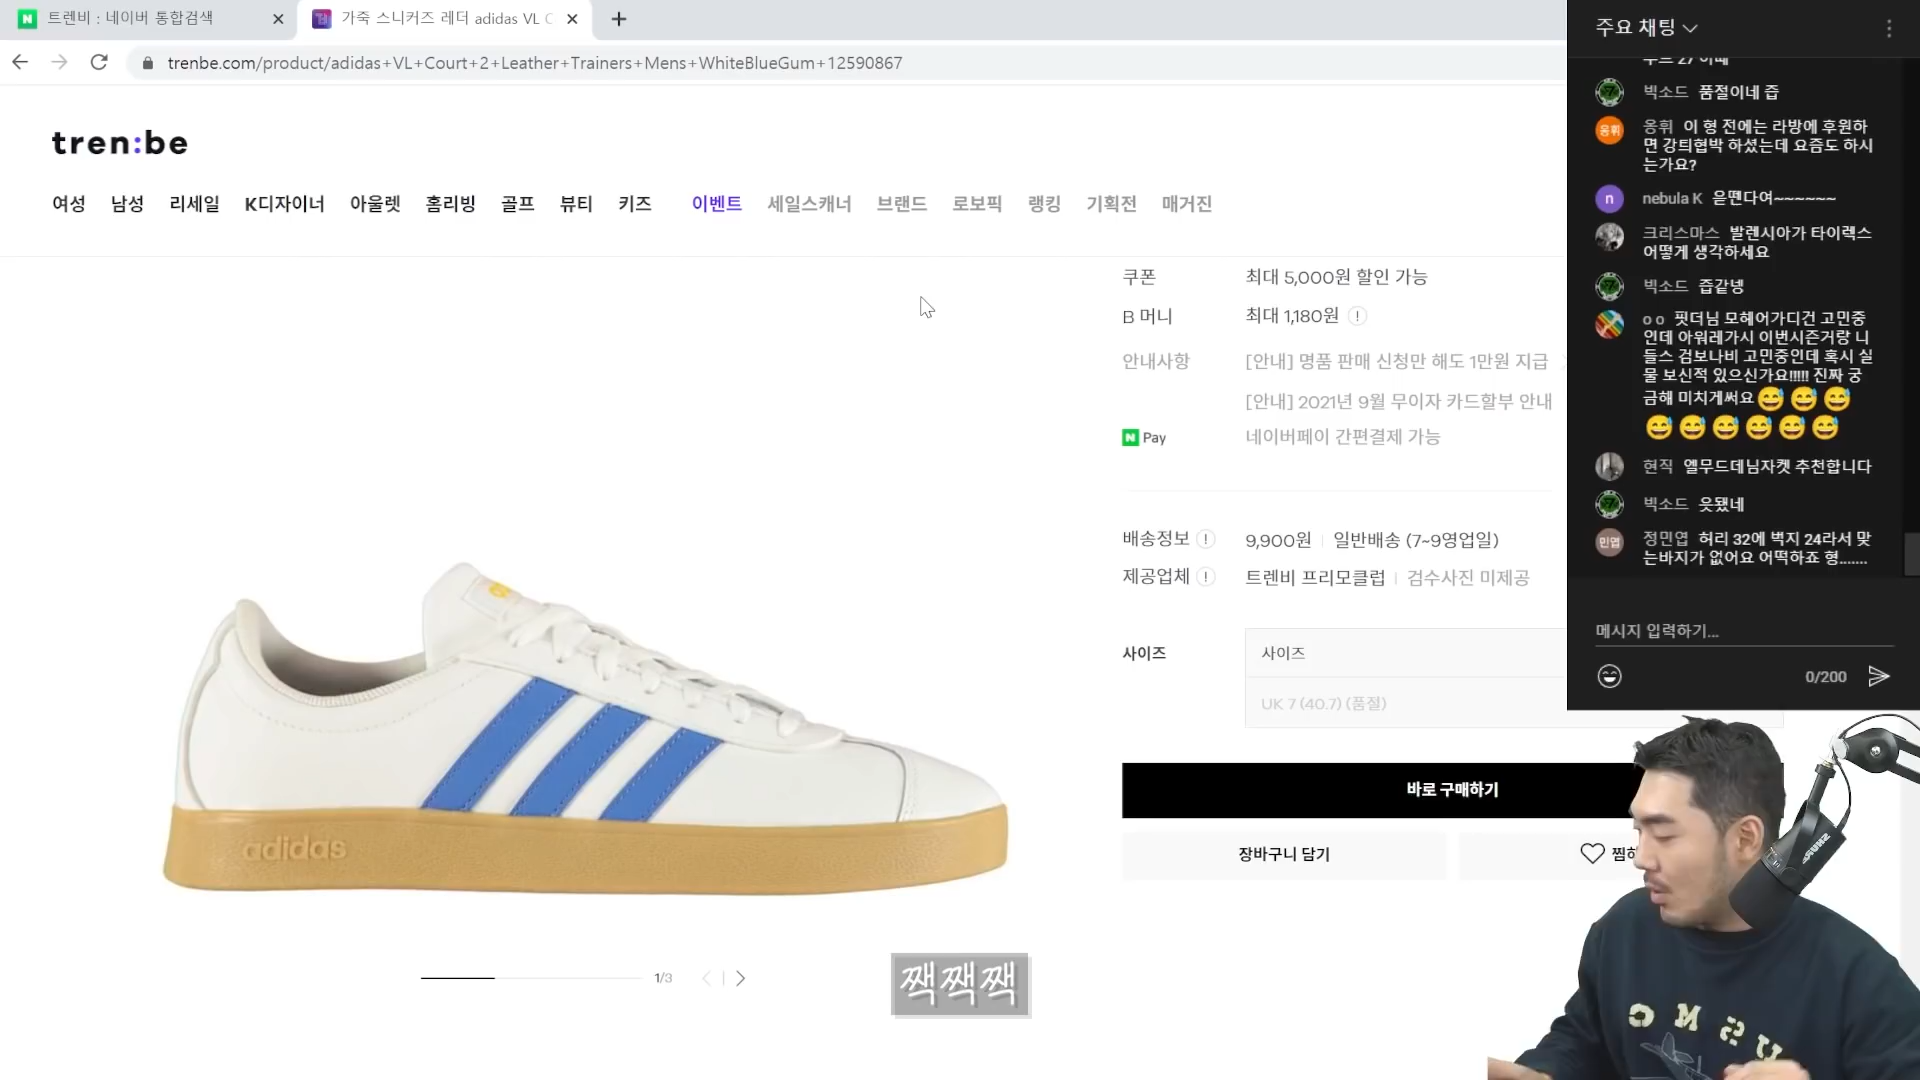 트렌비 : 네이버 통합검색
가죽 스니커즈 레더 adidas VL C
trenbe.com/product/adidas+VL+Court+2+Leather+Trainers+Mens+WhiteBlueGum+12590867
tren:be
여성 남성 리세일 K디자이너 아울렛 홈리빙 골프 뷰티 키즈 이벤트 세일스캐너 브랜드 로보픽 랭킹 기획전 매거진
쿠폰 최대 5,000원 할인 가능
B 머니 최대 1,180원
안내사항 [안내] 명품 판매 신청만 해도 1만원 지급
[안내] 2021년 9월 무이자 카드할부 안내
N Pay 네이버페이 간편결제 가능
배송정보 9,900원 일반배송 (7~9영업일)
제공업체 트렌비 프리모클럽 검수사진 미제공
사이즈 사이즈
UK 7 (40.7) (품절)
바로 구매하기
장바구니 담기
adidas
1/3
짹짹짹
주요 채팅
빅소드 품절이네 즙
옹휘
옹휘 이 형 전에는 라방에 후원하
면 강퇴협박 하셨는데 요즘도 하시
는가요?
n
nebula K 읃맨다여~~~~~~
크리스마스 발렌시아가 타이렉스
어떻게 생각하세요
빅소드 즙같넹
o o 핏더님 모헤어가디건 고민중
인데 아워레가시 이번시즌거랑 니
들스 검보나비 고민중인데 혹시 실
물 보신적 있으신가요!!!!! 진짜 궁
금해 미치게써요😅😅😅
😅😅😅😅😅😅
현직 엘무드데님자켓 추천합니다
빅소드 읏됐네
민엽
정민엽 허리 32에 벅지 24라서 맞
는바지가 없어요 어떡하죠 형.......
메시지 입력하기...
0/200
SHURE